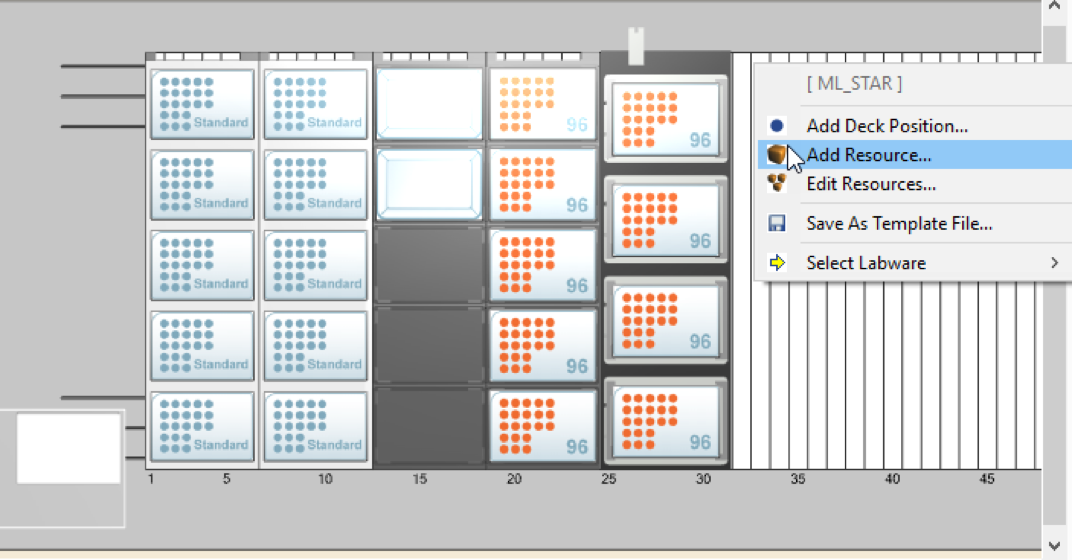 [ ML_STAR ]
Add Deck Position...
Add Resource...
Edit Resources...
Save As Template File...
Select Labware
Standard Standard 96 96
Standard Standard 96 96
Standard Standard 96 96
Standard Standard 96 96
Standard Standard 96 96
1 5 10 15 20 25 30 35 40 45